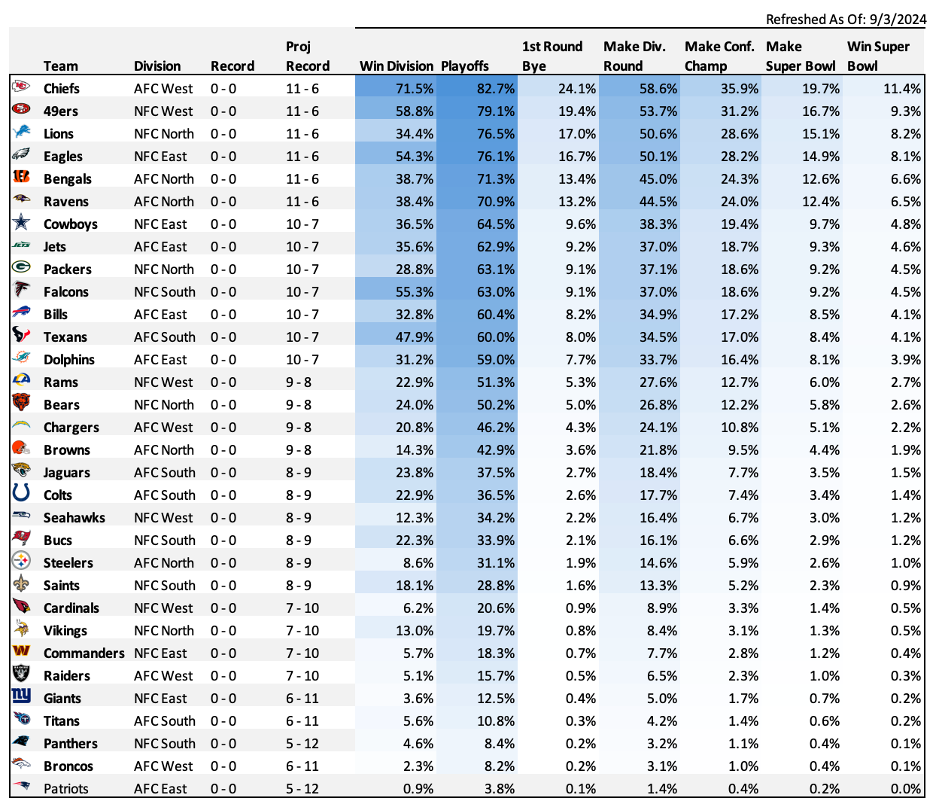 Refreshed As Of: 9/3/2024
Proj 1st Round Make Div. Make Conf. Make Win Super
Team Division Record Record Win Division Playoffs Bye Round Champ Super Bowl Bowl
Chiefs AFC West 0 - 0 11 - 6 71.5% 82.7% 24.1% 58.6% 35.9% 19.7% 11.4%
49ers NFC West 0 - 0 11 - 6 58.8% 79.1% 19.4% 53.7% 31.2% 16.7% 9.3%
Lions NFC North 0 - 0 11 - 6 34.4% 76.5% 17.0% 50.6% 28.6% 15.1% 8.2%
Eagles NFC East 0 - 0 11 - 6 54.3% 76.1% 16.7% 50.1% 28.2% 14.9% 8.1%
Bengals AFC North 0 - 0 11 - 6 38.7% 71.3% 13.4% 45.0% 24.3% 12.6% 6.6%
Ravens AFC North 0 - 0 11 - 6 38.4% 70.9% 13.2% 44.5% 24.0% 12.4% 6.5%
Cowboys NFC East 0 - 0 10 - 7 36.5% 64.5% 9.6% 38.3% 19.4% 9.7% 4.8%
JETS Jets AFC East 0 - 0 10 - 7 35.6% 62.9% 9.2% 37.0% 18.7% 9.3% 4.6%
Packers NFC North 0 - 0 10 - 7 28.8% 63.1% 9.1% 37.1% 18.6% 9.2% 4.5%
Falcons NFC South 0 - 0 10 - 7 55.3% 63.0% 9.1% 37.0% 18.6% 9.2% 4.5%
Bills AFC East 0 - 0 10 - 7 32.8% 60.4% 8.2% 34.9% 17.2% 8.5% 4.1%
Texans AFC South 0 - 0 10 - 7 47.9% 60.0% 8.0% 34.5% 17.0% 8.4% 4.1%
Dolphins AFC East 0 - 0 10 - 7 31.2% 59.0% 7.7% 33.7% 16.4% 8.1% 3.9%
Rams NFC West 0 - 0 9 - 8 22.9% 51.3% 5.3% 27.6% 12.7% 6.0% 2.7%
Bears NFC North 0 - 0 9 - 8 24.0% 50.2% 5.0% 26.8% 12.2% 5.8% 2.6%
Chargers AFC West 0 - 0 9 - 8 20.8% 46.2% 4.3% 24.1% 10.8% 5.1% 2.2%
Browns AFC North 0 - 0 9 - 8 14.3% 42.9% 3.6% 21.8% 9.5% 4.4% 1.9%
Jaguars AFC South 0 - 0 8 - 9 23.8% 37.5% 2.7% 18.4% 7.7% 3.5% 1.5%
Colts AFC South 0 - 0 8 - 9 22.9% 36.5% 2.6% 17.7% 7.4% 3.4% 1.4%
Seahawks NFC West 0 - 0 8 - 9 12.3% 34.2% 2.2% 16.4% 6.7% 3.0% 1.2%
Bucs NFC South 0 - 0 8 - 9 22.3% 33.9% 2.1% 16.1% 6.6% 2.9% 1.2%
Steelers AFC North 0 - 0 8 - 9 8.6% 31.1% 1.9% 14.6% 5.9% 2.6% 1.0%
Saints NFC South 0 - 0 8 - 9 18.1% 28.8% 1.6% 13.3% 5.2% 2.3% 0.9%
Cardinals NFC West 0 - 0 7 - 10 6.2% 20.6% 0.9% 8.9% 3.3% 1.4% 0.5%
Vikings NFC North 0 - 0 7 - 10 13.0% 19.7% 0.8% 8.4% 3.1% 1.3% 0.5%
W Commanders NFC East 0 - 0 7 - 10 5.7% 18.3% 0.7% 7.7% 2.8% 1.2% 0.4%
Raiders AFC West 0 - 0 7 - 10 5.1% 15.7% 0.5% 6.5% 2.3% 1.0% 0.3%
ny Giants NFC East 0 - 0 6 - 11 3.6% 12.5% 0.4% 5.0% 1.7% 0.7% 0.2%
Titans AFC South 0 - 0 6 - 11 5.6% 10.8% 0.3% 4.2% 1.4% 0.6% 0.2%
Panthers NFC South 0 - 0 5 - 12 4.6% 8.4% 0.2% 3.2% 1.1% 0.4% 0.1%
Broncos AFC West 0 - 0 6 - 11 2.3% 8.2% 0.2% 3.1% 1.0% 0.4% 0.1%
Patriots AFC East 0 - 0 5 - 12 0.9% 3.8% 0.1% 1.4% 0.4% 0.2% 0.0%